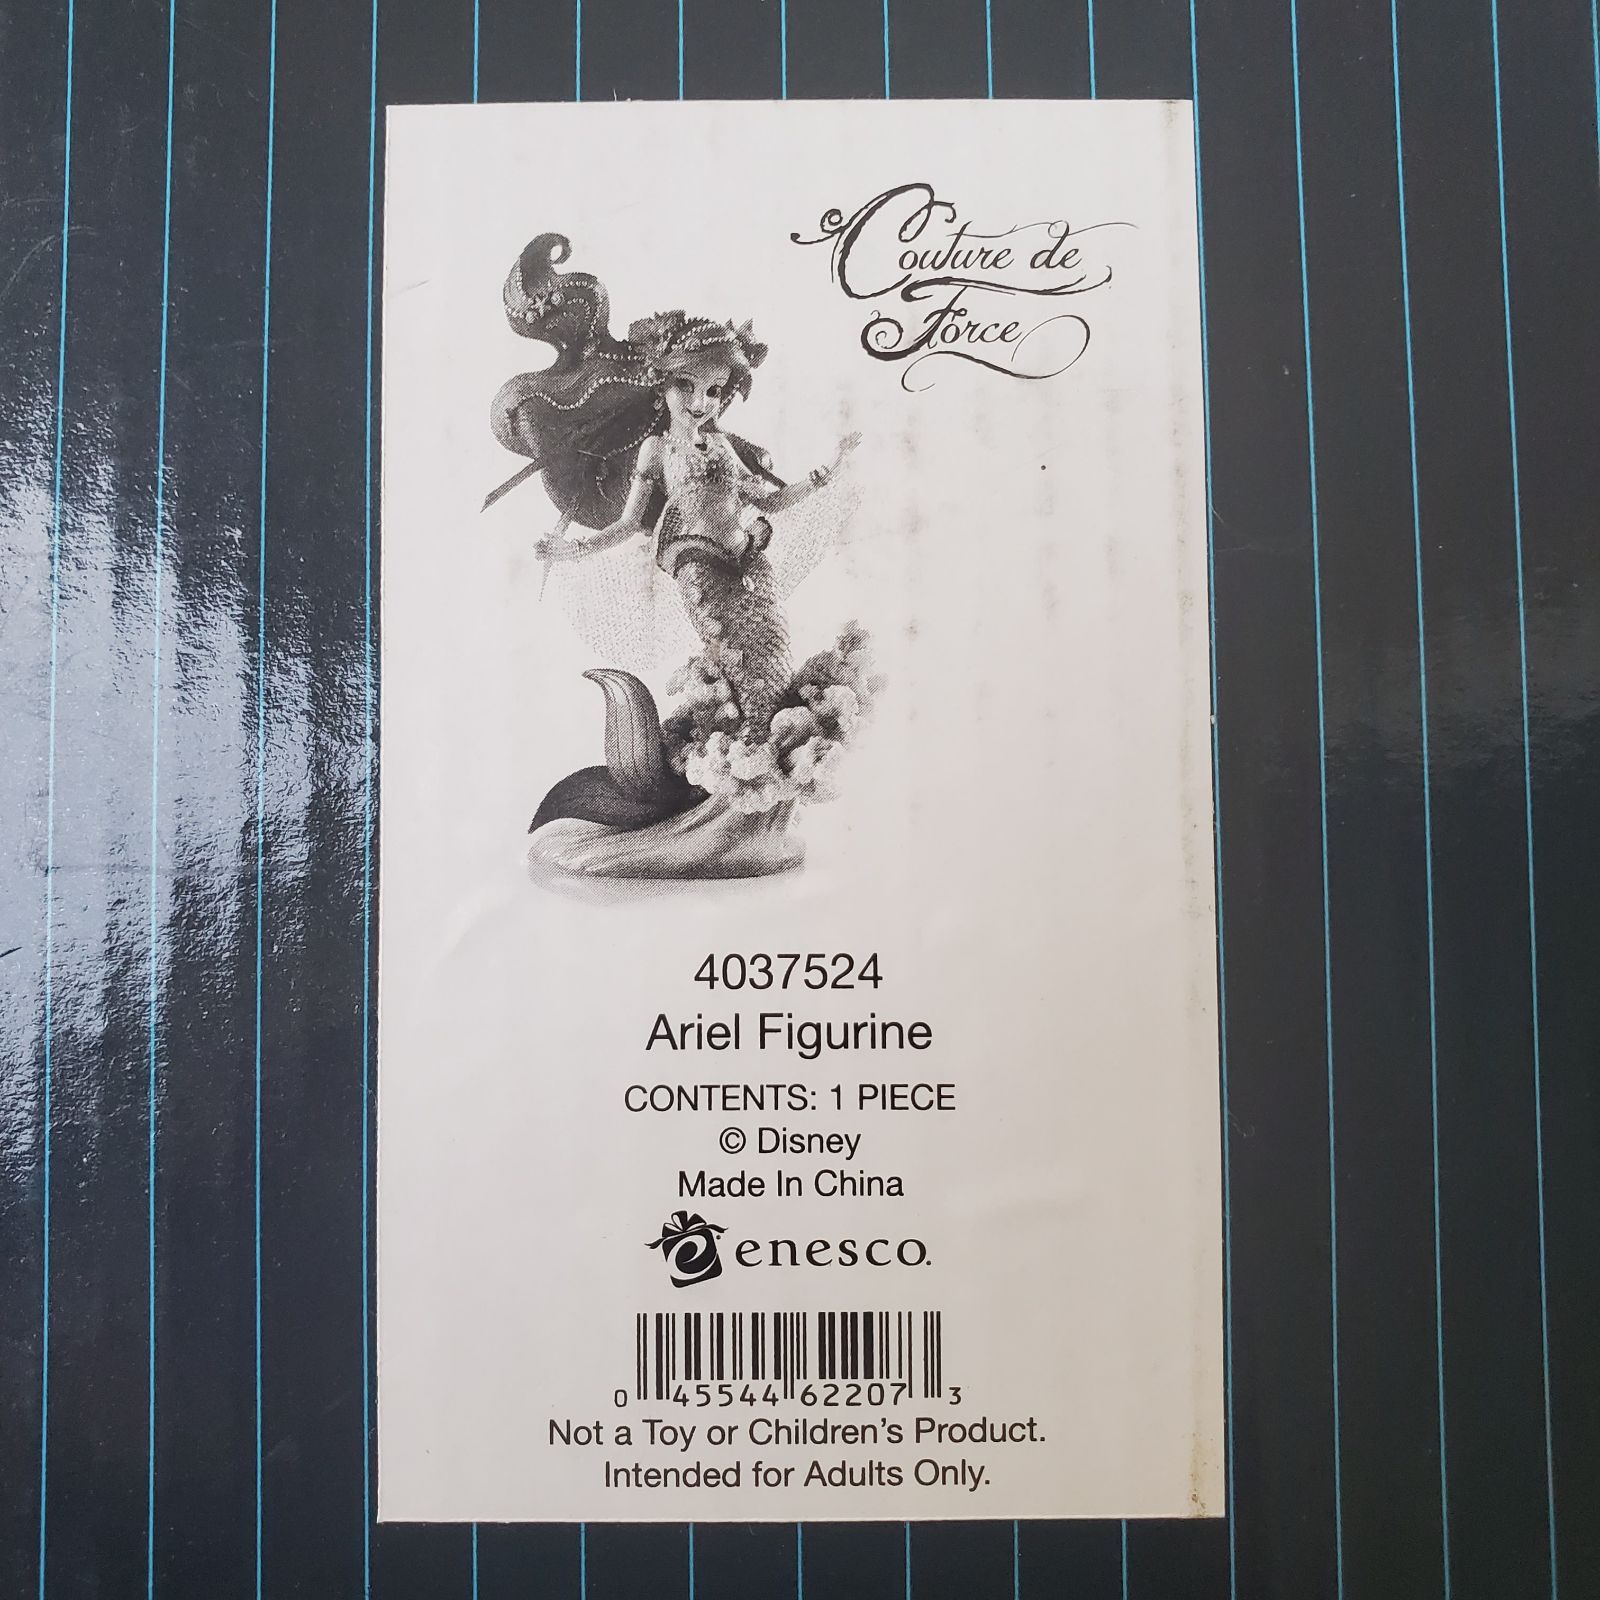 Couture de
Force
4037524
Ariel Figurine
CONTENTS: 1 PIECE
© Disney
Made In China
enesco.
0 45544 62207 3
Not a Toy or Children's Product.
Intended for Adults Only.